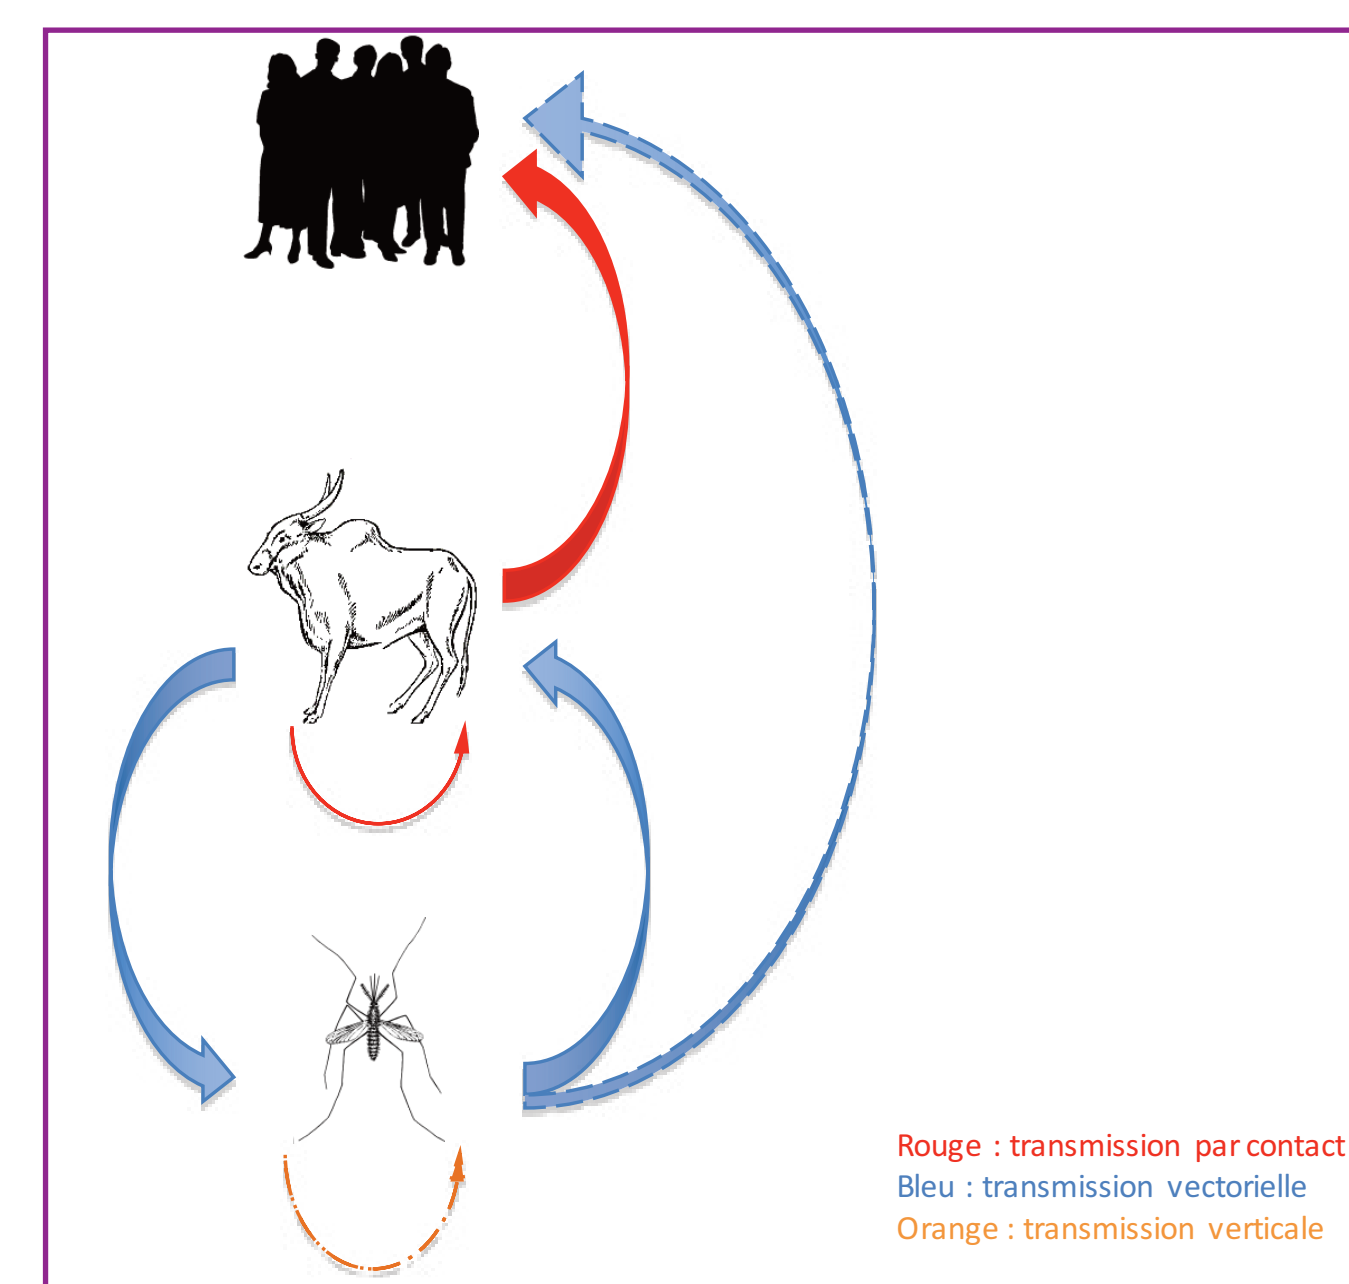 Rouge : transmission par contact
Bleu : transmission vectorielle
Orange : transmission verticale